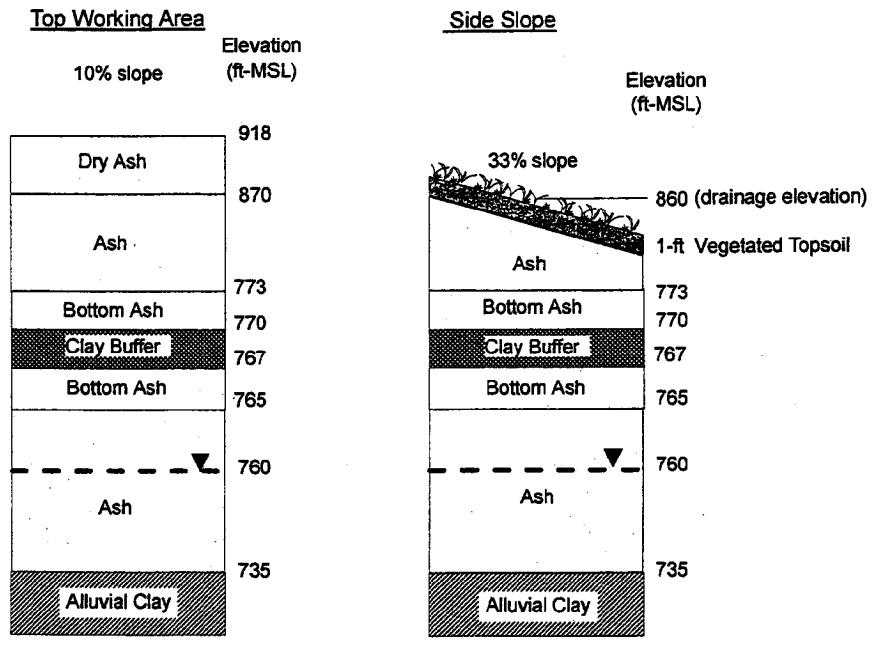 Top Working Area
Elevation
(ft-MSL)
10% slope
918
Dry Ash
870
Ash
773
Bottom Ash
770
Clay Buffer
767
Bottom Ash
765
760
Ash
735
Alluvial Clay
Side Slope
Elevation
(ft-MSL)
33% slope
860 (drainage elevation)
1-ft Vegetated Topsoil
Ash
773
Bottom Ash
770
Clay Buffer
767
Bottom Ash
765
760
Ash
735
Alluvial Clay